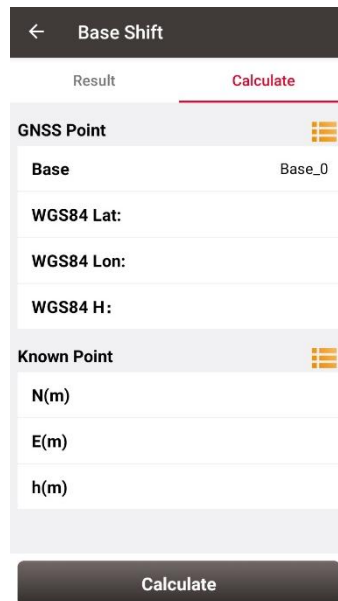 Base Shift
Result Calculate
GNSS Point
Base Base_0
WGS84 Lat:
WGS84 Lon:
WGS84 H:
Known Point
N(m)
E(m)
h(m)
Calculate